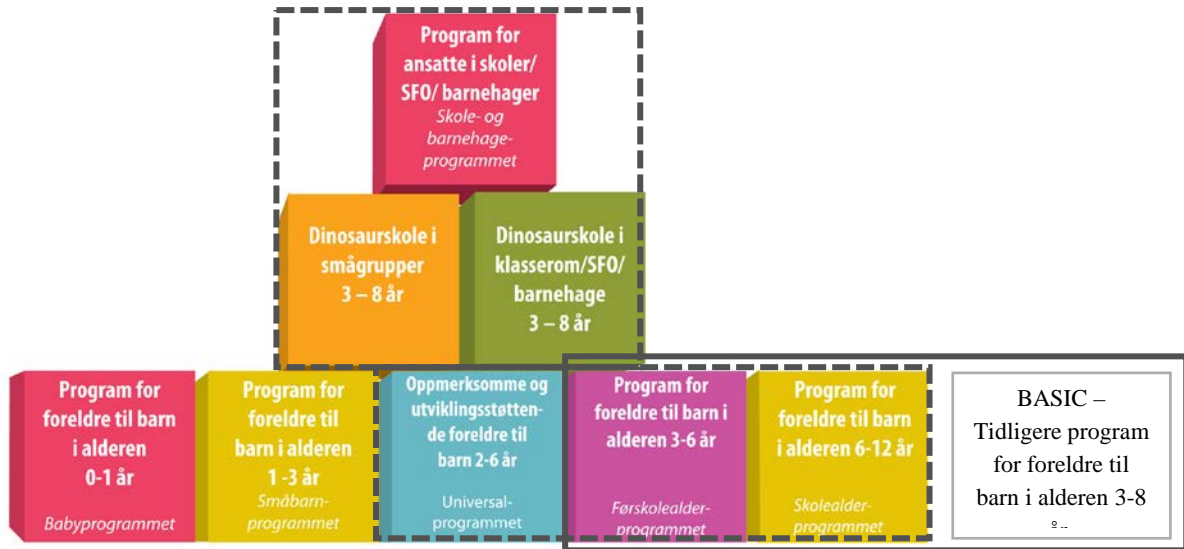 Program for
ansatte i skoler/
SFO/ barnehager
Skole- og
barnehage-
programmet
Dinosaurskole i
smågrupper
3 – 8 år
Dinosaurskole i
klasserom/SFO/
barnehage
3 – 8 år
Program for
foreldre til barn
i alderen
0-1 år
Babyprogrammet
Program for
foreldre til
barn i alderen
1 -3 år
Småbarn-
programmet
Oppmerksomme og
utviklingsstøtten-
de foreldre til
barn 2-6 år
Universal-
programmet
Program for
foreldre til barn i
alderen 3-6 år
Førskolealder-
programmet
Program for
foreldre til barn
i alderen 6-12 år
Skolealder-
programmet
BASIC –
Tidligere program
for foreldre til
barn i alderen 3-8